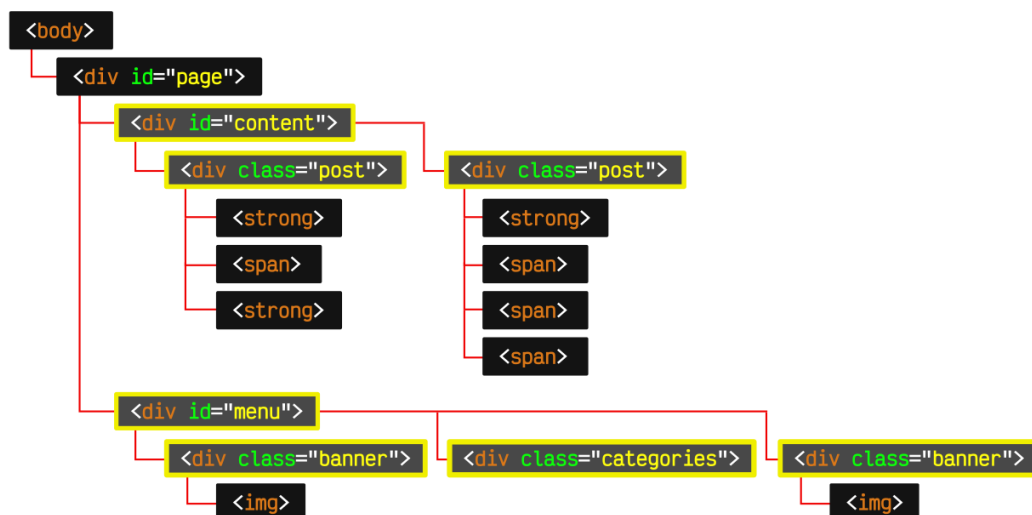 <body>
<div id="page">
<div id="content">
<div class="post"> <div class="post">
<strong> <strong>
<span> <span>
<strong> <span>
<span>
<div id="menu">
<div class="banner"> <div class="categories"> <div class="banner">
<img> <img>